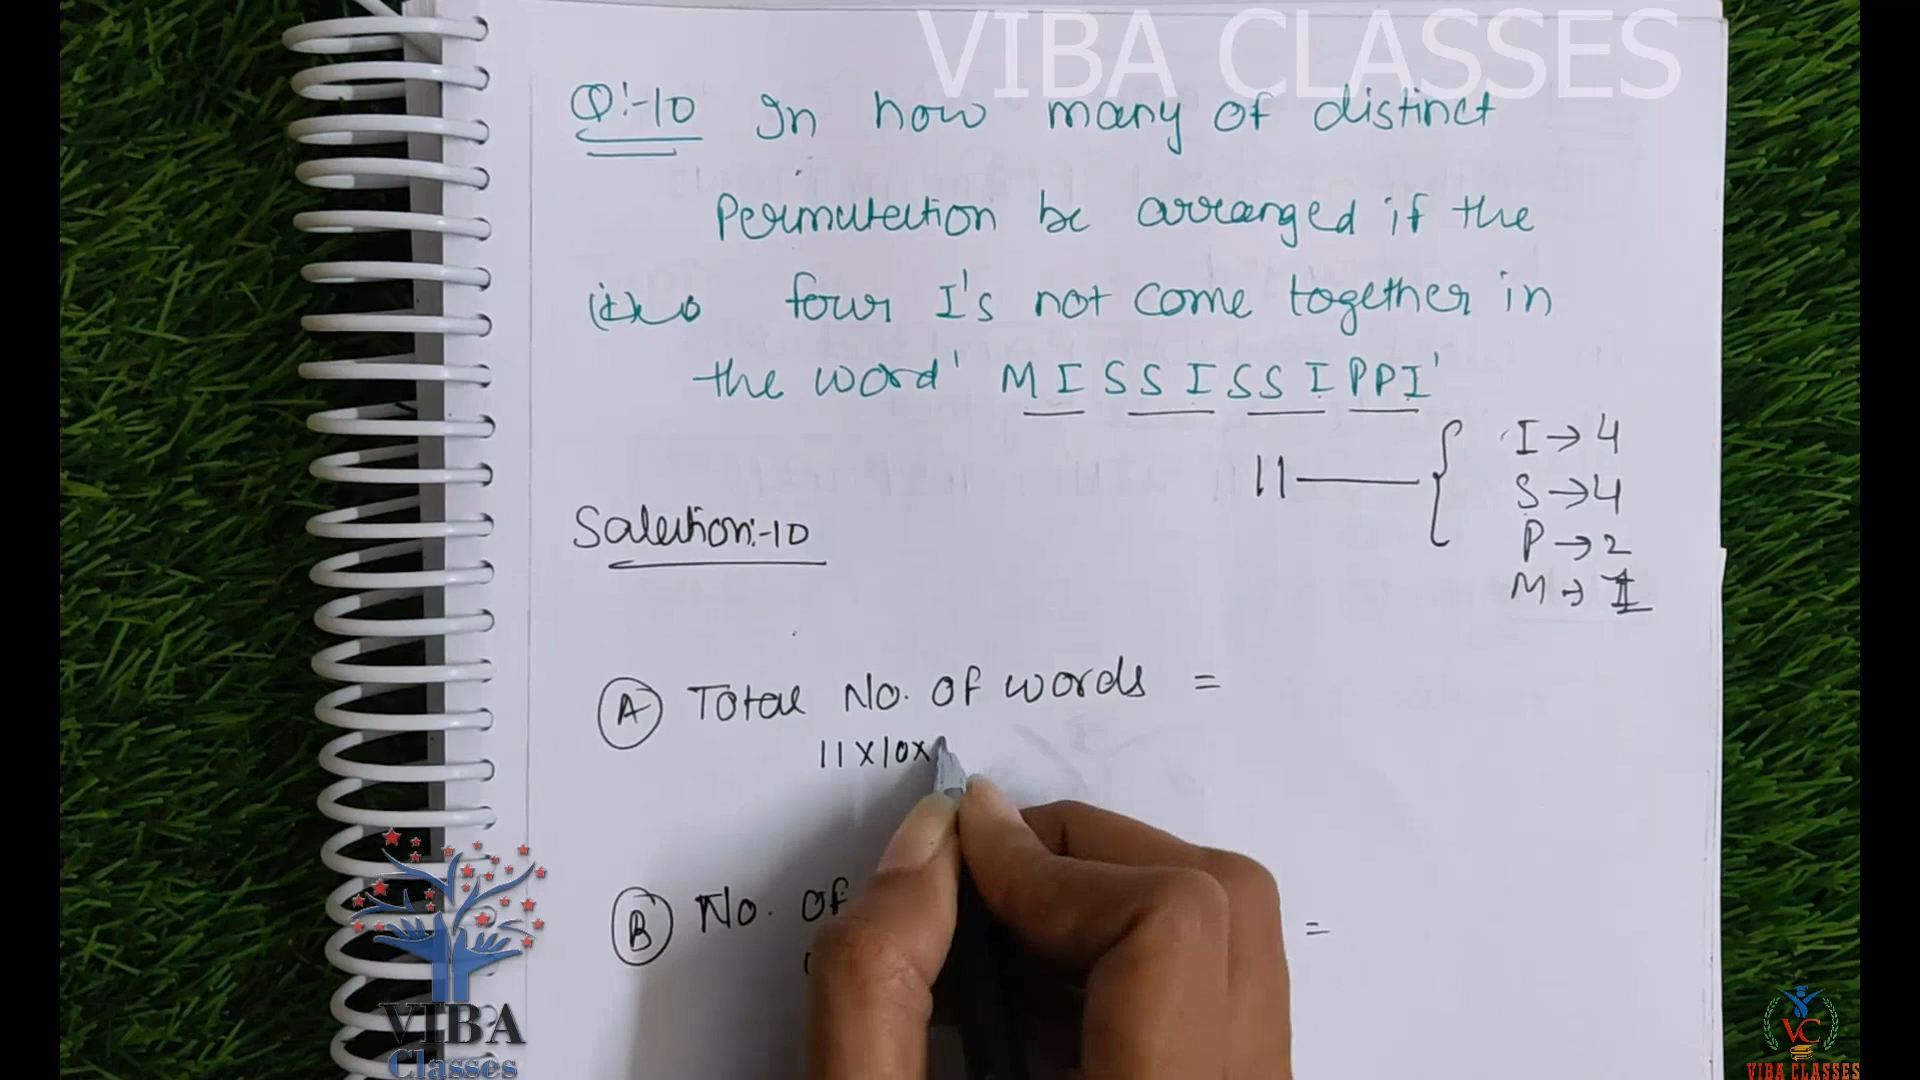 VIBA CLASSES
Q:-10 In how many of distinct
Permutation be arranged if the
four I's not come together in
the word 'MISSISSIPPI'
11 { I → 4
S → 4
P → 2
M → 1
Solution:-10
(A) Total No. of words =
11x10x
(B) No. of =
VIBA
Classes
VC
VIBA CLASSES